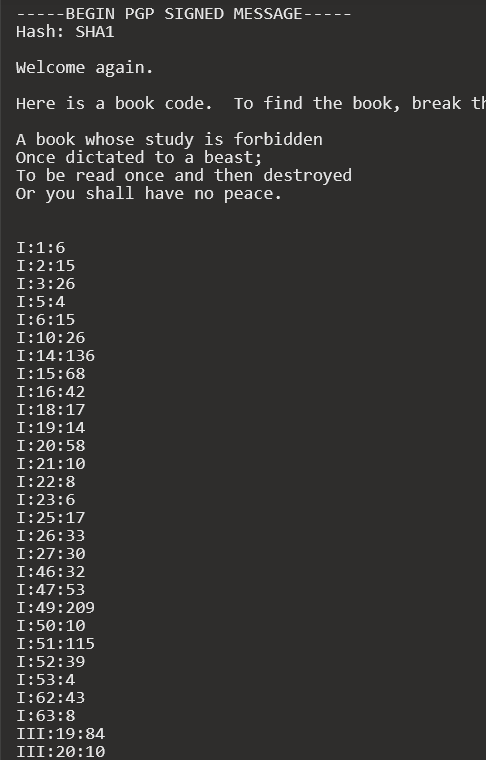 -----BEGIN PGP SIGNED MESSAGE-----
Hash: SHA1
Welcome again.
Here is a book code.  To find the book, break
A book whose study is forbidden
Once dictated to a beast;
To be read once and then destroyed
Or you shall have no peace.
I:1:6
I:2:15
I:3:26
I:5:4
I:6:15
I:10:26
I:14:136
I:15:68
I:16:42
I:18:17
I:19:14
I:20:58
I:21:10
I:22:8
I:23:6
I:25:17
I:26:33
I:27:30
I:46:32
I:47:53
I:49:209
I:50:10
I:51:115
I:52:39
I:53:4
I:62:43
I:63:8
III:19:84
III:20:10